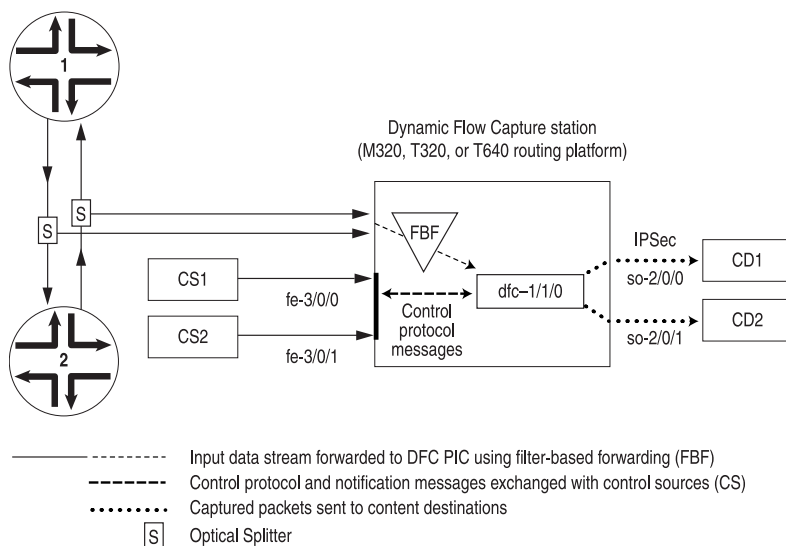 1
Dynamic Flow Capture station
(M320, T320, or T640 routing platform)
S
S
FBF
IPSec
CS1
CD1
fe-3/0/0
dfc–1/1/0
so-2/0/0
Control
protocol
messages
CS2
CD2
fe-3/0/1
so-2/0/1
2
Input data stream forwarded to DFC PIC using filter-based forwarding (FBF)
Control protocol and notification messages exchanged with control sources (CS)
Captured packets sent to content destinations
S Optical Splitter